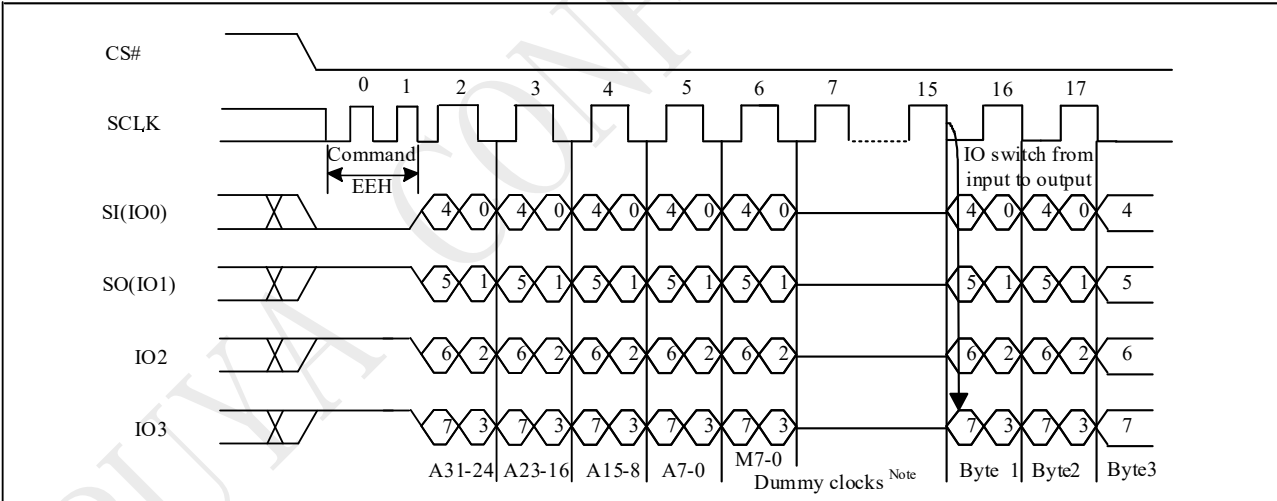 CS#
0 1 2 3 4 5 6 7 15 16 17
SCLK
Command
EEH
IO switch from
input to output
SI(IO0)
4 0 4 0 4 0 4 0 4 0 4 0 4 0 4
SO(IO1)
5 1 5 1 5 1 5 1 5 1 5 1 5 1 5
IO2
6 2 6 2 6 2 6 2 6 2 6 2 6 2 6
IO3
7 3 7 3 7 3 7 3 7 3 7 3 7 3 7
A31-24 A23-16 A15-8 A7-0 M7-0 Dummy clocks Note Byte 1 Byte2 Byte3
PUYA CONF